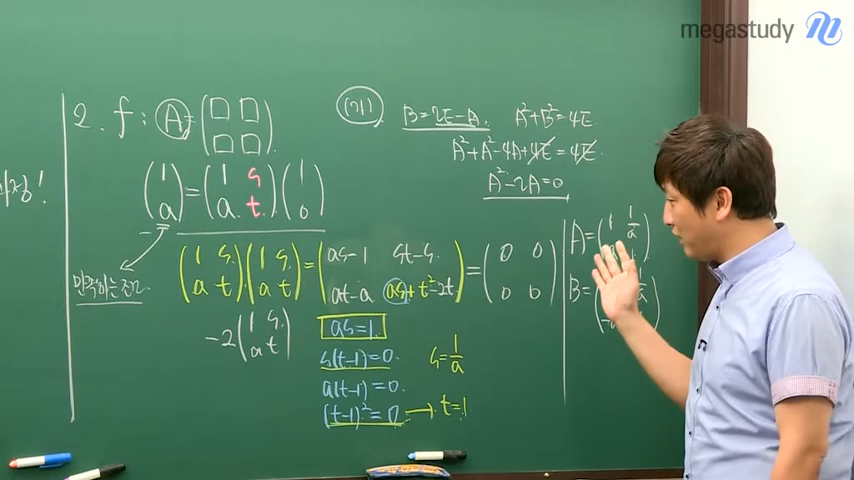 megastudy
2. f : A = (□ □ □ □)
(가) B=2E-A A²+B²=4E
A²+A²-4A+4E=4E
A²-2A=0
(1 a) = (1 s a t)(1 0)
만족하는조건
(1 s a t)(1 s a t) = (as-1 st-s at-a as+t²-2t) = (0 0 0 0)
-2(1 s a t)
as=1
s(t-1)=0.
a(t-1)=0.
(t-1)²=0 → t=1
s=1/a
A=(1 1/a
B=(